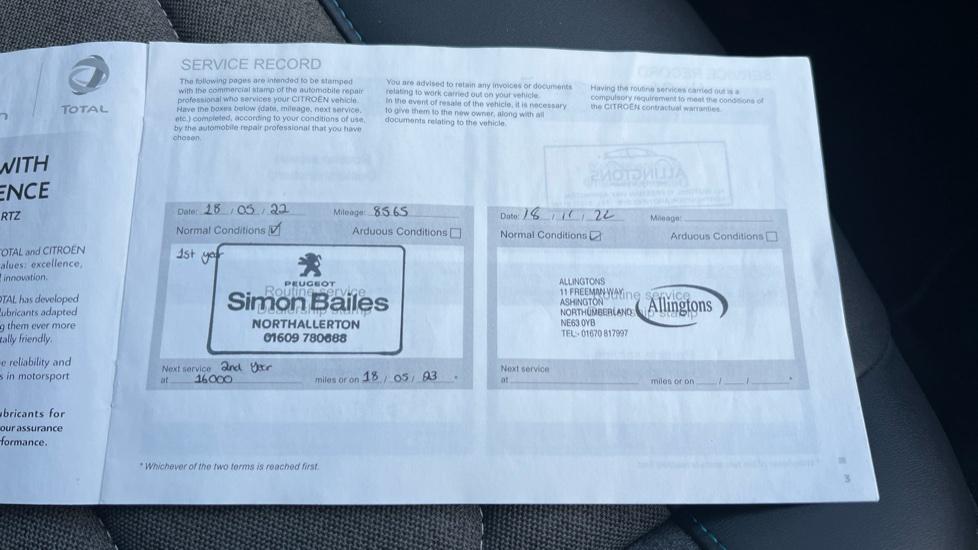 TOTAL
WITH
ENCE
RTZ
OTAL and CITROËN
alues: excellence,
innovation.
TAL has developed
ubricants adapted
g them ever more
tally friendly.
e reliability and
s in motorsport
ubricants for
our assurance
formance.
SERVICE RECORD
The following pages are intended to be stamped
with the commercial stamp of the automobile repair
professional who services your CITROËN vehicle.
Have the boxes below (date, mileage, next service,
etc.) completed, according to your conditions of use,
by the automobile repair professional that you have
chosen.
You are advised to retain any invoices or documents
relating to work carried out on your vehicle.
In the event of resale of the vehicle, it is necessary
to give them to the new owner, along with all
documents relating to the vehicle.
Having the routine services carried out is a
compulsory requirement to meet the conditions of
the CITROËN contractual warranties.
Date: 18 / 05 / 22 Mileage: 8565
Normal Conditions Arduous Conditions
1st year
PEUGEOT
Routine service
Simon Bailes
Dealership stamp
NORTHALLERTON
01609 780688
Next service 2nd Year
at 16000 miles or on 18 / 05 / 23 *
Date: 18 / 11 / 22 Mileage:
Normal Conditions Arduous Conditions
ALLINGTONS
11 FREEMAN WAY
ASHINGTON
NORTHUMBERLAND
NE63 0YB
TEL:- 01670 817997
Routine service
Allingtons
stamp
Next service
at miles or on / / *
* Whichever of the two terms is reached first.
3